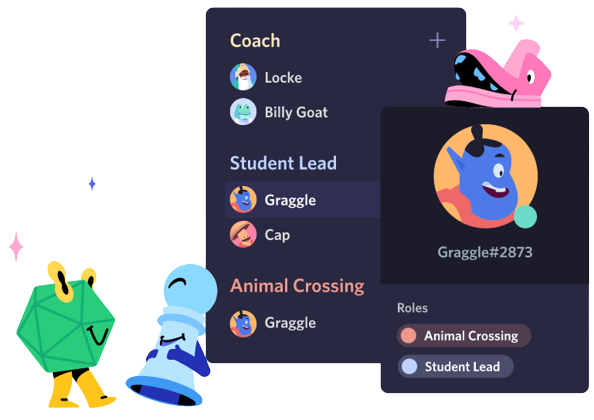 Coach
Locke
Billy Goat
Student Lead
Graggle
Cap
Animal Crossing
Graggle
Graggle#2873
Roles
Animal Crossing
Student Lead